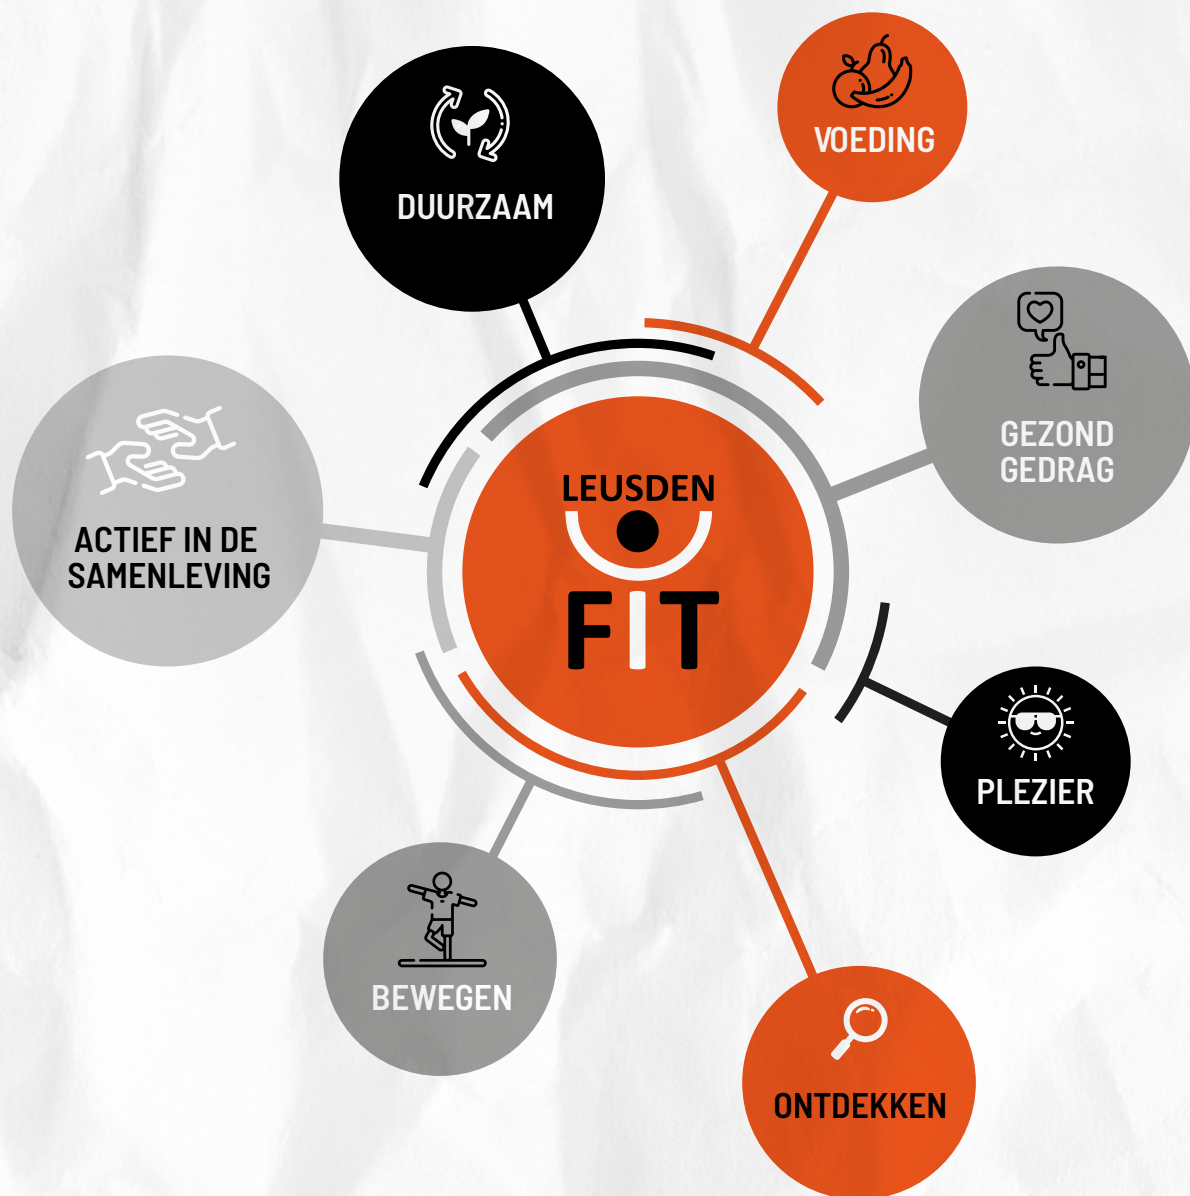 VOEDING
DUURZAAM
GEZOND
GEDRAG
LEUSDEN
FIT
ACTIEF IN DE
SAMENLEVING
PLEZIER
BEWEGEN
ONTDEKKEN